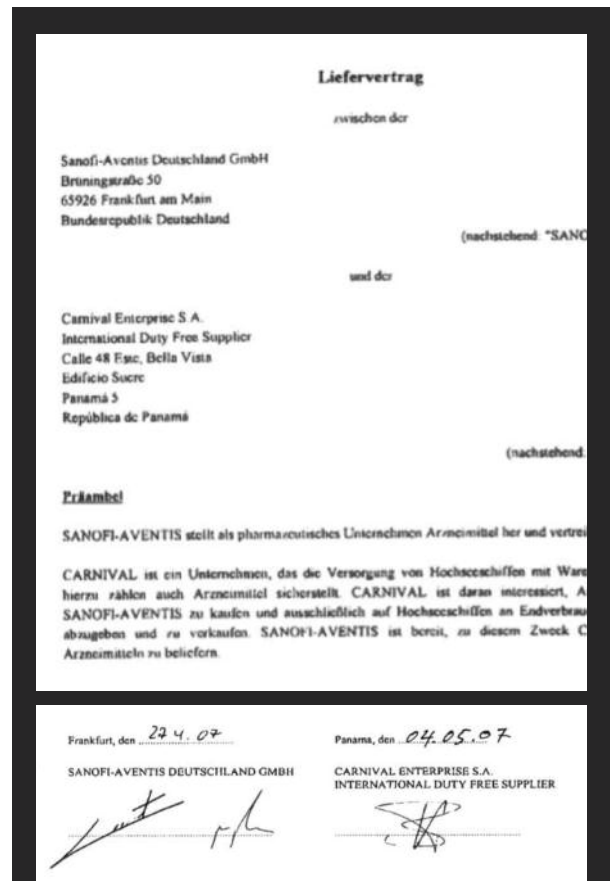 Liefervertrag
zwischen der
Sanofi-Aventis Deutschland GmbH
Brüningstraße 50
65926 Frankfurt am Main
Bundesrepublik Deutschland
(nachstehend: "SANO
und der
Carnival Enterprise S.A.
International Duty Free Supplier
Calle 48 Este, Bella Vista
Edificio Sucre
Panamá 5
República de Panamá
(nachstehend:
Präambel
SANOFI-AVENTIS stellt als pharmazeutisches Unternehmen Arzneimittel her und vertrei
CARNIVAL ist ein Unternehmen, das die Versorgung von Hochseeschiffen mit Ware
hierzu zählen auch Arzneimittel sicherstellt. CARNIVAL ist daran interessiert, A
SANOFI-AVENTIS zu kaufen und ausschließlich auf Hochseeschiffen an Endverbrau
abzugeben und zu verkaufen. SANOFI-AVENTIS ist bereit, zu diesem Zweck C
Arzneimitteln zu beliefern.
Frankfurt, den 27 4. 07
Panama, den 04.05.07
SANOFI-AVENTIS DEUTSCHLAND GMBH
CARNIVAL ENTERPRISE S.A.
INTERNATIONAL DUTY FREE SUPPLIER